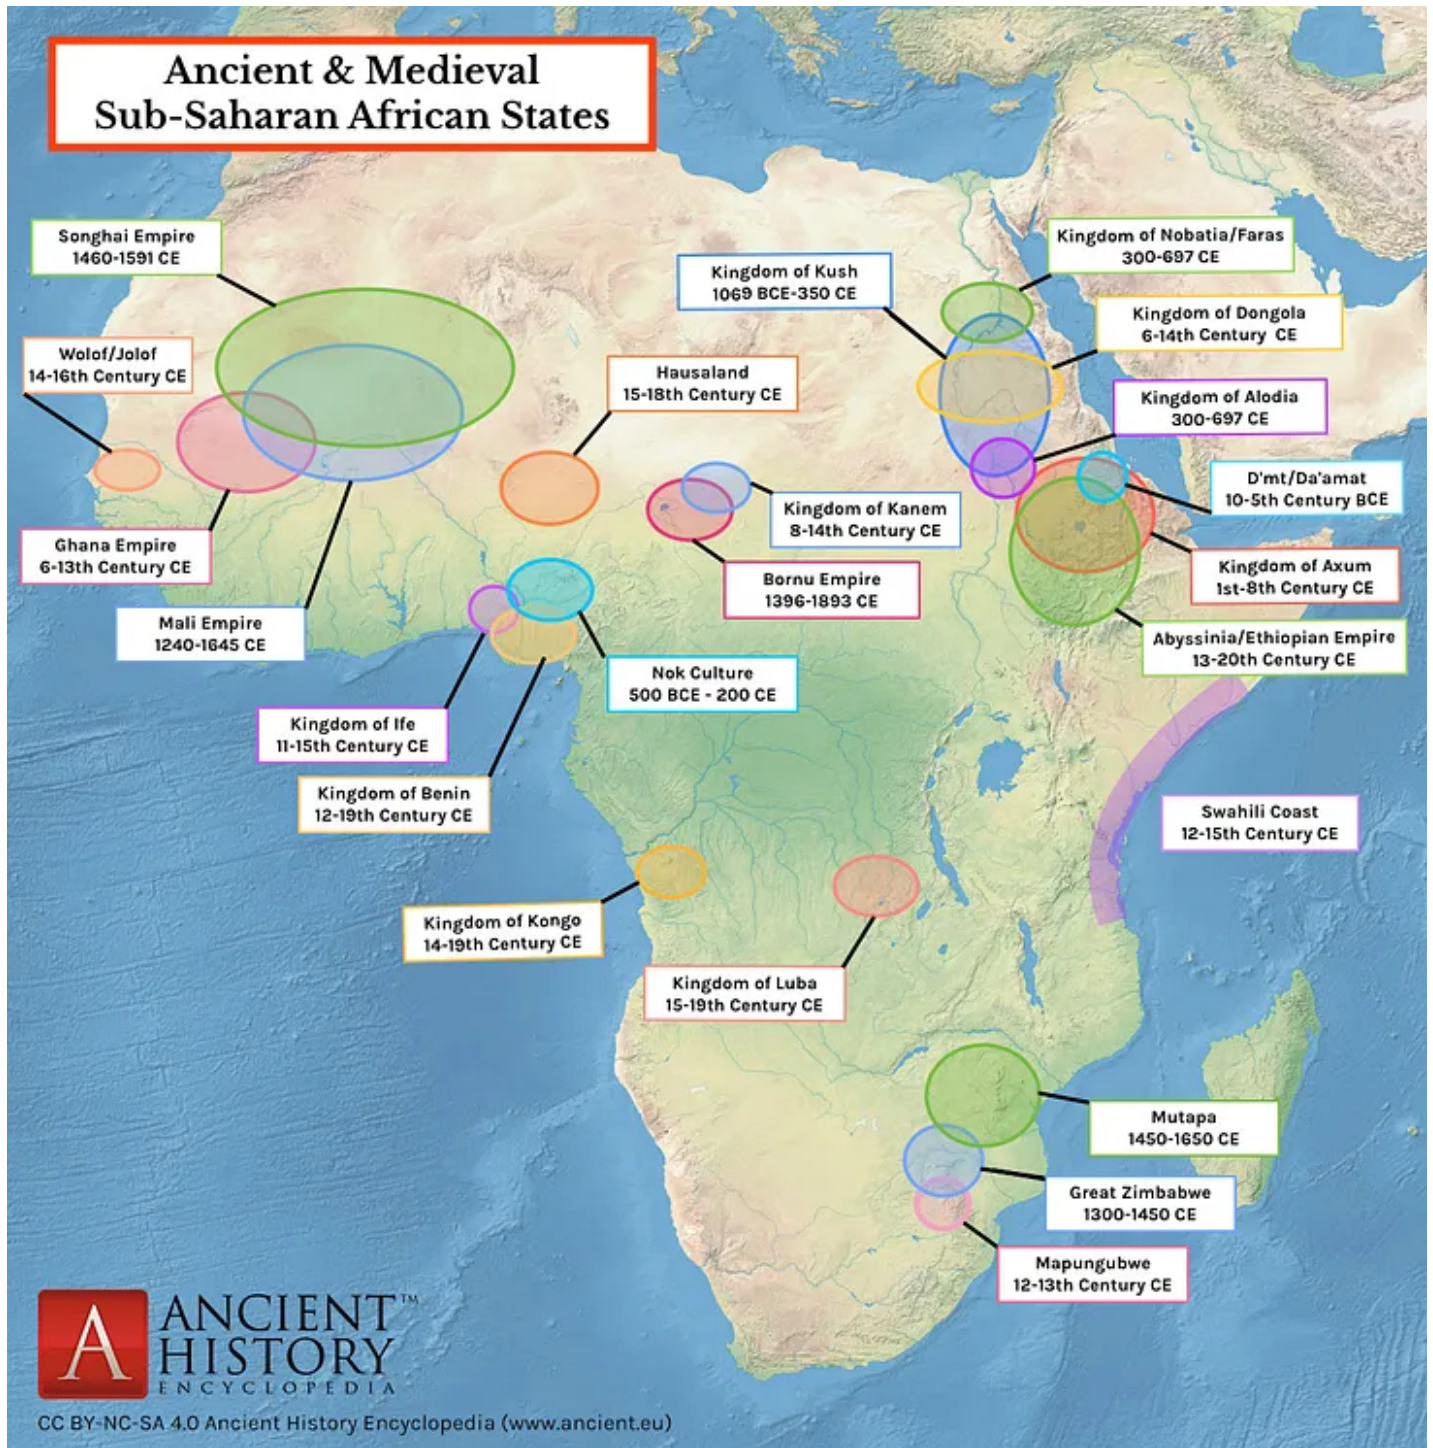 Ancient & Medieval
Sub-Saharan African States
Songhai Empire
1460-1591 CE
Kingdom of Nobatia/Faras
300-697 CE
Kingdom of Kush
1069 BCE-350 CE
Kingdom of Dongola
6-14th Century CE
Wolof/Jolof
14-16th Century CE
Hausaland
15-18th Century CE
Kingdom of Alodia
300-697 CE
D'mt/Da'amat
10-5th Century BCE
Kingdom of Kanem
8-14th Century CE
Ghana Empire
6-13th Century CE
Kingdom of Axum
1st-8th Century CE
Bornu Empire
1396-1893 CE
Mali Empire
1240-1645 CE
Abyssinia/Ethiopian Empire
13-20th Century CE
Nok Culture
500 BCE - 200 CE
Kingdom of Ife
11-15th Century CE
Kingdom of Benin
12-19th Century CE
Swahili Coast
12-15th Century CE
Kingdom of Kongo
14-19th Century CE
Kingdom of Luba
15-19th Century CE
Mutapa
1450-1650 CE
Great Zimbabwe
1300-1450 CE
Mapungubwe
12-13th Century CE
A
ANCIENT™
HISTORY
ENCYCLOPEDIA
CC BY-NC-SA 4.0 Ancient History Encyclopedia (www.ancient.eu)